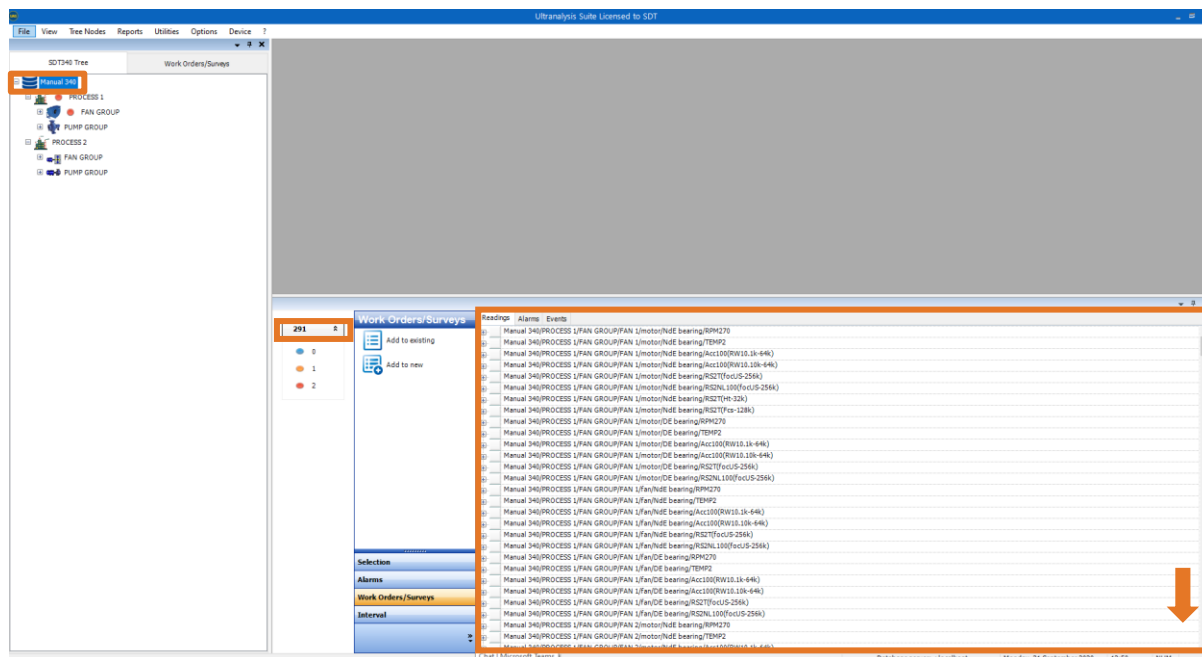 Ultranalysis Suite Licensed to SDT
File View Tree Nodes Reports Utilities Options Device ?
SDT340 Tree Work Orders/Surveys
Manual 340
PROCESS 1
FAN GROUP
PUMP GROUP
PROCESS 2
FAN GROUP
PUMP GROUP
291
0
1
2
Work Orders/Surveys
Add to existing
Add to new
Selection
Alarms
Work Orders/Surveys
Interval
Readings Alarms Events
Manual 340/PROCESS 1/FAN GROUP/FAN 1/motor/NdE bearing/RPM270
Manual 340/PROCESS 1/FAN GROUP/FAN 1/motor/NdE bearing/TEMP2
Manual 340/PROCESS 1/FAN GROUP/FAN 1/motor/NdE bearing/Acc100(RW10.1k-64k)
Manual 340/PROCESS 1/FAN GROUP/FAN 1/motor/NdE bearing/Acc100(RW10.10k-64k)
Manual 340/PROCESS 1/FAN GROUP/FAN 1/motor/NdE bearing/RS2T(focUS-256k)
Manual 340/PROCESS 1/FAN GROUP/FAN 1/motor/NdE bearing/RS2NL100(focUS-256k)
Manual 340/PROCESS 1/FAN GROUP/FAN 1/motor/NdE bearing/RS2T(Ht-32k)
Manual 340/PROCESS 1/FAN GROUP/FAN 1/motor/NdE bearing/RS2T(Fcs-128k)
Manual 340/PROCESS 1/FAN GROUP/FAN 1/motor/DE bearing/RPM270
Manual 340/PROCESS 1/FAN GROUP/FAN 1/motor/DE bearing/TEMP2
Manual 340/PROCESS 1/FAN GROUP/FAN 1/motor/DE bearing/Acc100(RW10.1k-64k)
Manual 340/PROCESS 1/FAN GROUP/FAN 1/motor/DE bearing/Acc100(RW10.10k-64k)
Manual 340/PROCESS 1/FAN GROUP/FAN 1/motor/DE bearing/RS2T(focUS-256k)
Manual 340/PROCESS 1/FAN GROUP/FAN 1/motor/DE bearing/RS2NL100(focUS-256k)
Manual 340/PROCESS 1/FAN GROUP/FAN 1/fan/NdE bearing/RPM270
Manual 340/PROCESS 1/FAN GROUP/FAN 1/fan/NdE bearing/TEMP2
Manual 340/PROCESS 1/FAN GROUP/FAN 1/fan/NdE bearing/Acc100(RW10.1k-64k)
Manual 340/PROCESS 1/FAN GROUP/FAN 1/fan/NdE bearing/Acc100(RW10.10k-64k)
Manual 340/PROCESS 1/FAN GROUP/FAN 1/fan/NdE bearing/RS2T(focUS-256k)
Manual 340/PROCESS 1/FAN GROUP/FAN 1/fan/NdE bearing/RS2NL100(focUS-256k)
Manual 340/PROCESS 1/FAN GROUP/FAN 1/fan/DE bearing/RPM270
Manual 340/PROCESS 1/FAN GROUP/FAN 1/fan/DE bearing/TEMP2
Manual 340/PROCESS 1/FAN GROUP/FAN 1/fan/DE bearing/Acc100(RW10.1k-64k)
Manual 340/PROCESS 1/FAN GROUP/FAN 1/fan/DE bearing/Acc100(RW10.10k-64k)
Manual 340/PROCESS 1/FAN GROUP/FAN 1/fan/DE bearing/RS2T(focUS-256k)
Manual 340/PROCESS 1/FAN GROUP/FAN 1/fan/DE bearing/RS2NL100(focUS-256k)
Manual 340/PROCESS 1/FAN GROUP/FAN 2/motor/NdE bearing/RPM270
Manual 340/PROCESS 1/FAN GROUP/FAN 2/motor/NdE bearing/TEMP2
Manual 340/PROCESS 1/FAN GROUP/FAN 2/motor/NdE bearing/Acc100(RW10.1k-64k)
Chat | Microsoft Teams